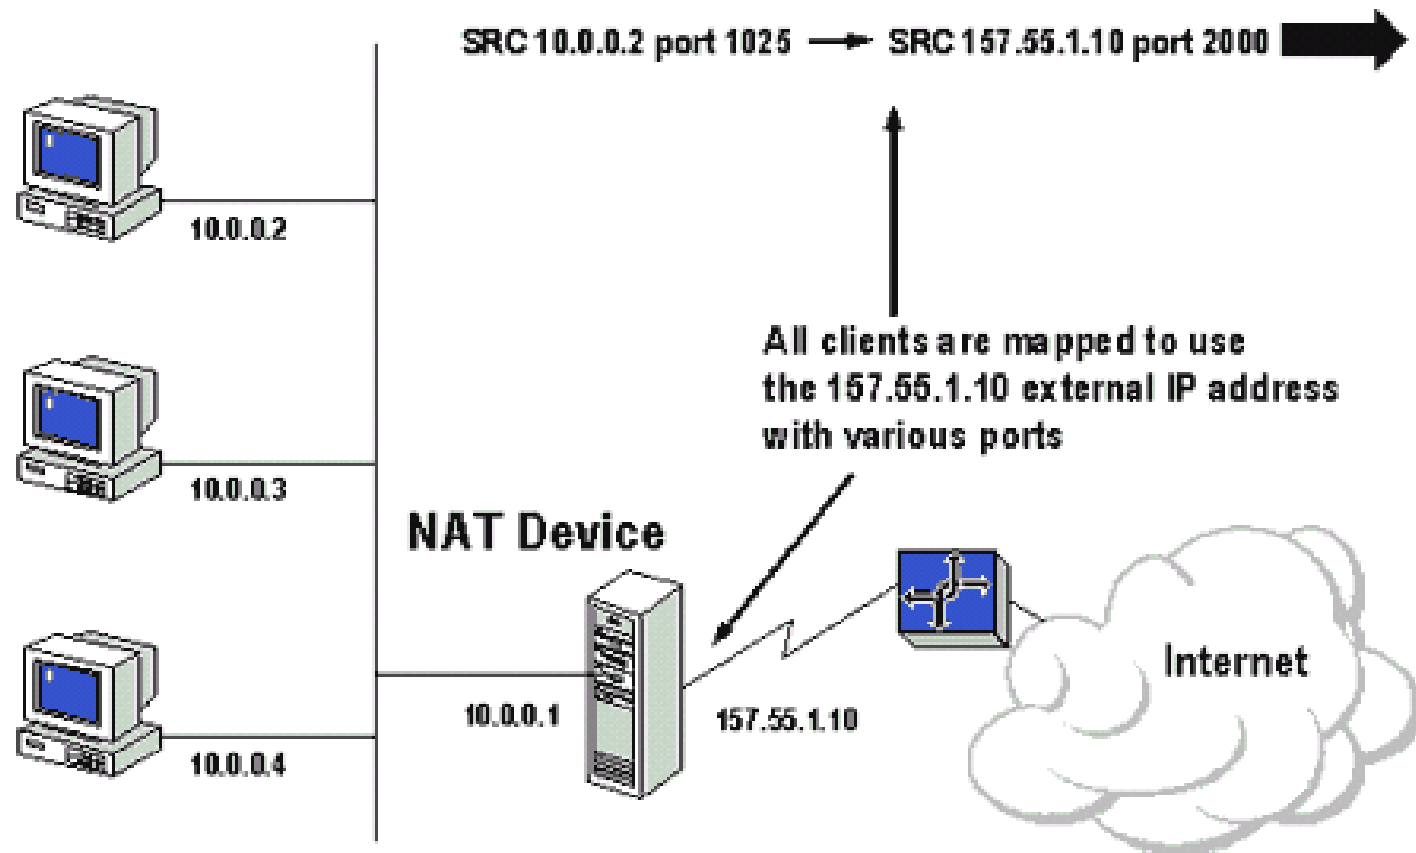 SRC 10.0.0.2 port 1025 → SRC 157.55.1.10 port 2000
10.0.0.2
All clients are mapped to use
the 157.55.1.10 external IP address
with various ports
10.0.0.3
NAT Device
Internet
10.0.0.1
157.55.1.10
10.0.0.4